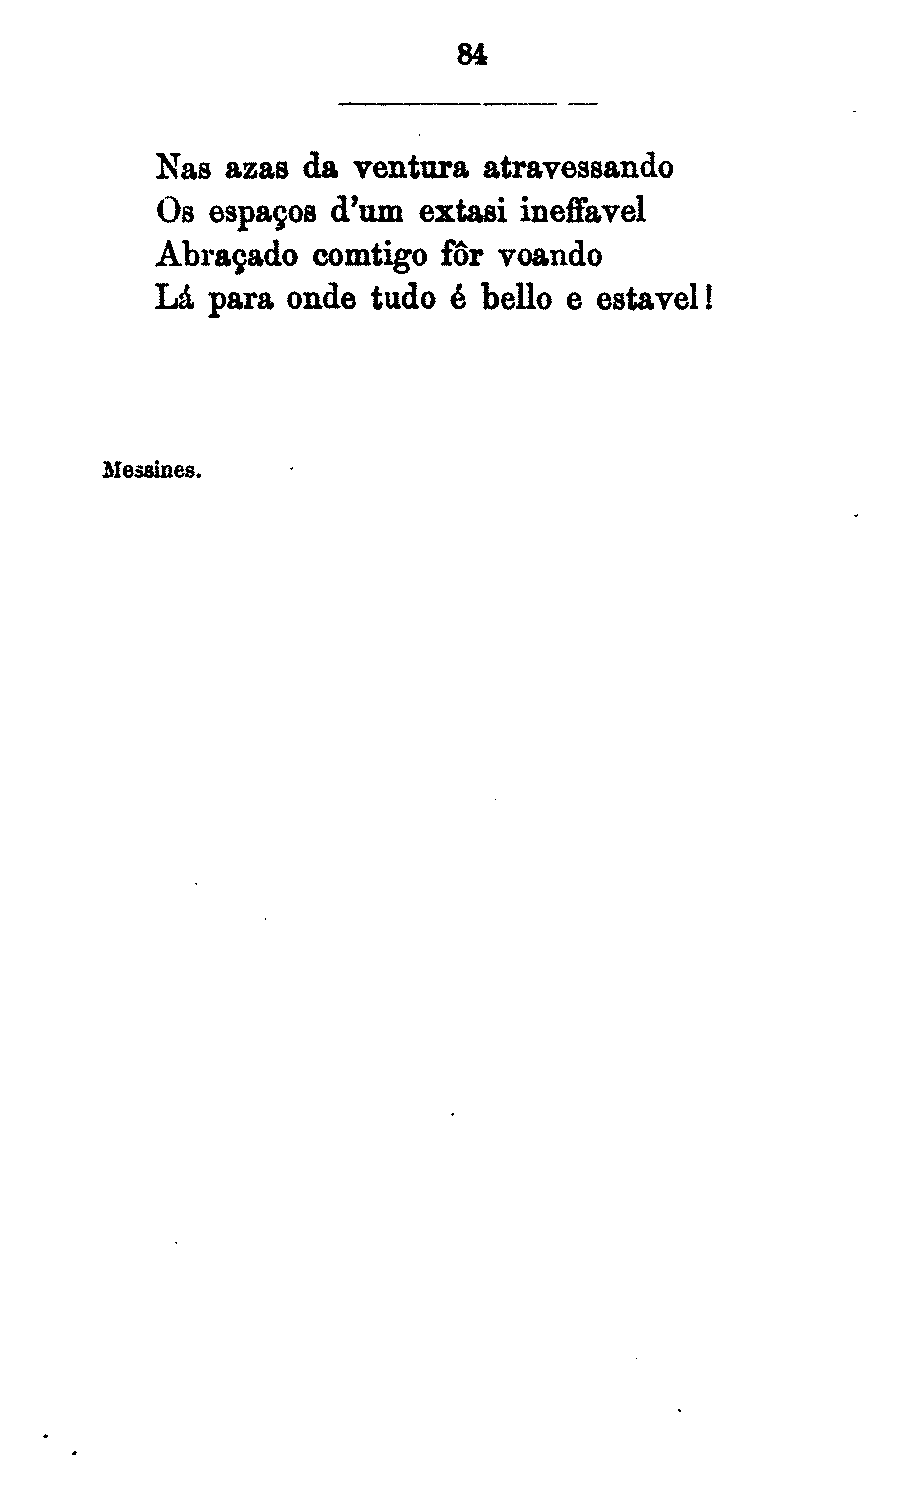 84
Nas azas da ventura atravessando
Os espaços d'um extasi ineffavel
Abraçado comtigo fôr voando
Lá para onde tudo é bello e estavel!
Messines.